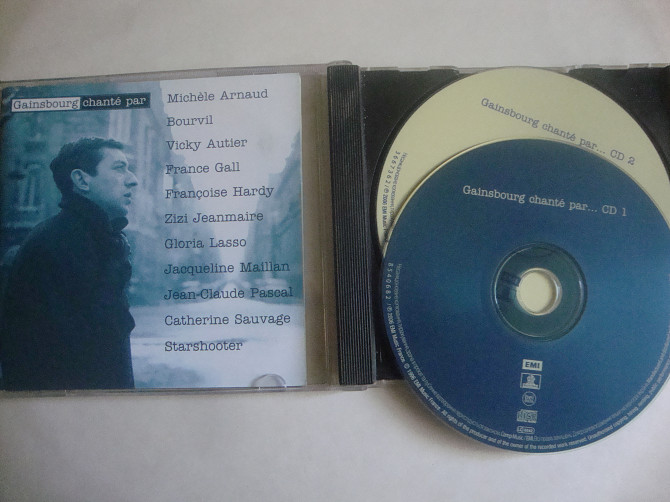 Gainsbourg chanté par
Michèle Arnaud
Bourvil
Vicky Autier
France Gall
Françoise Hardy
Zizi Jeanmaire
Gloria Lasso
Jacqueline Maillan
Jean-Claude Pascal
Catherine Sauvage
Starshooter
Gainsbourg chanté par... CD 2
Gainsbourg chanté par... CD 1
EMI